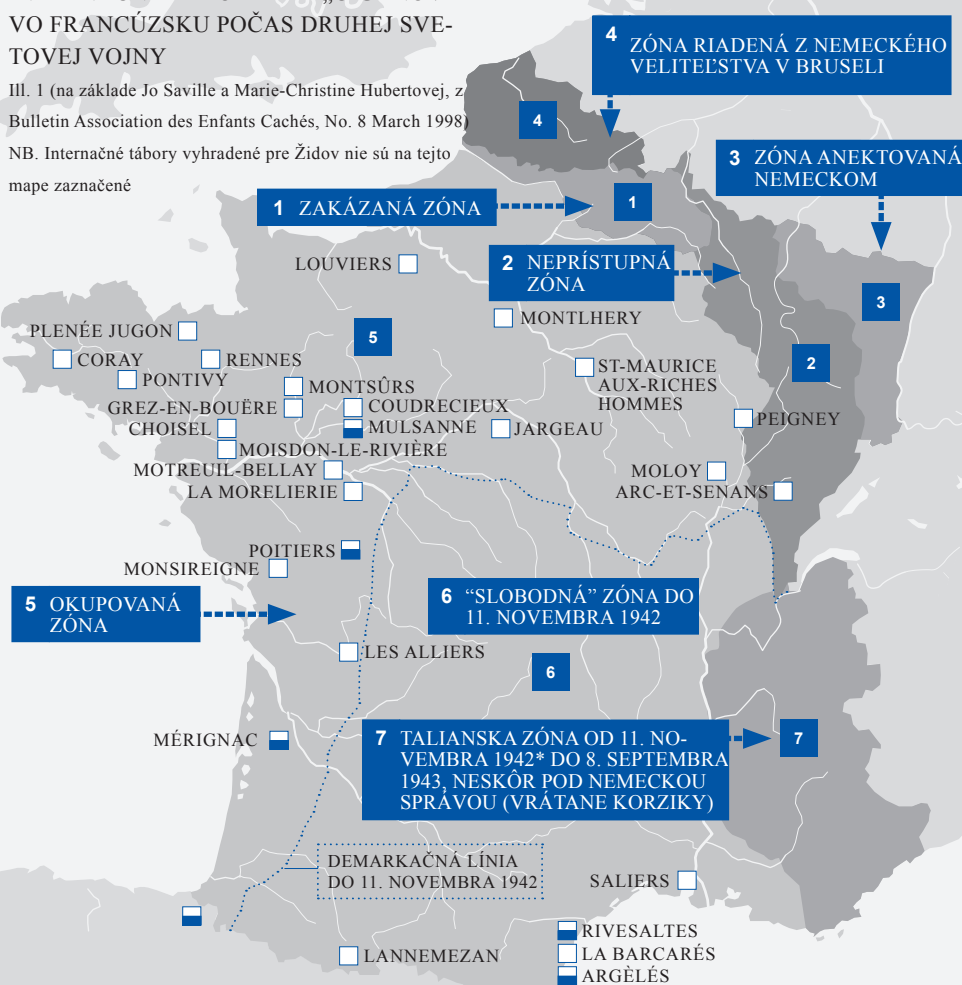 VO FRANCÚZSKU POČAS DRUHEJ SVE-
TOVEJ VOJNY
Ill. 1 (na základe Jo Saville a Marie-Christine Hubertovej, z
Bulletin Association des Enfants Cachés, No. 8 March 1998)
NB. Internačné tábory vyhradené pre Židov nie sú na tejto
mape zaznačené
4 ZÓNA RIADENÁ Z NEMECKÉHO
VELITEĽSTVA V BRUSELI
4
3 ZÓNA ANEKTOVANÁ
NEMECKOM
1 ZAKÁZANÁ ZÓNA
1
LOUVIERS
2 NEPRÍSTUPNÁ
ZÓNA
3
MONTLHERY
PLENÉE JUGON
5
CORAY
RENNES
ST-MAURICE
AUX-RICHES
HOMMES
2
PONTIVY
MONTSÛRS
GREZ-EN-BOUËRE
COUDRECIEUX
PEIGNEY
CHOISEL
MULSANNE
JARGEAU
MOISDON-LE-RIVIÈRE
MOTREUIL-BELLAY
MOLOY
LA MORELIERIE
ARC-ET-SENANS
POITIERS
MONSIREIGNE
5 OKUPOVANÁ
ZÓNA
6 “SLOBODNÁ” ZÓNA DO
11. NOVEMBRA 1942
LES ALLIERS
6
MÉRIGNAC
7 TALIANSKA ZÓNA OD 11. NO-
VEMBRA 1942* DO 8. SEPTEMBRA
1943, NESKÔR POD NEMECKOU
SPRÁVOU (VRÁTANE KORZIKY)
7
DEMARKAČNÁ LÍNIA
DO 11. NOVEMBRA 1942
SALIERS
RIVESALTES
LANNEMEZAN
LA BARCARÉS
ARGÈLÉS